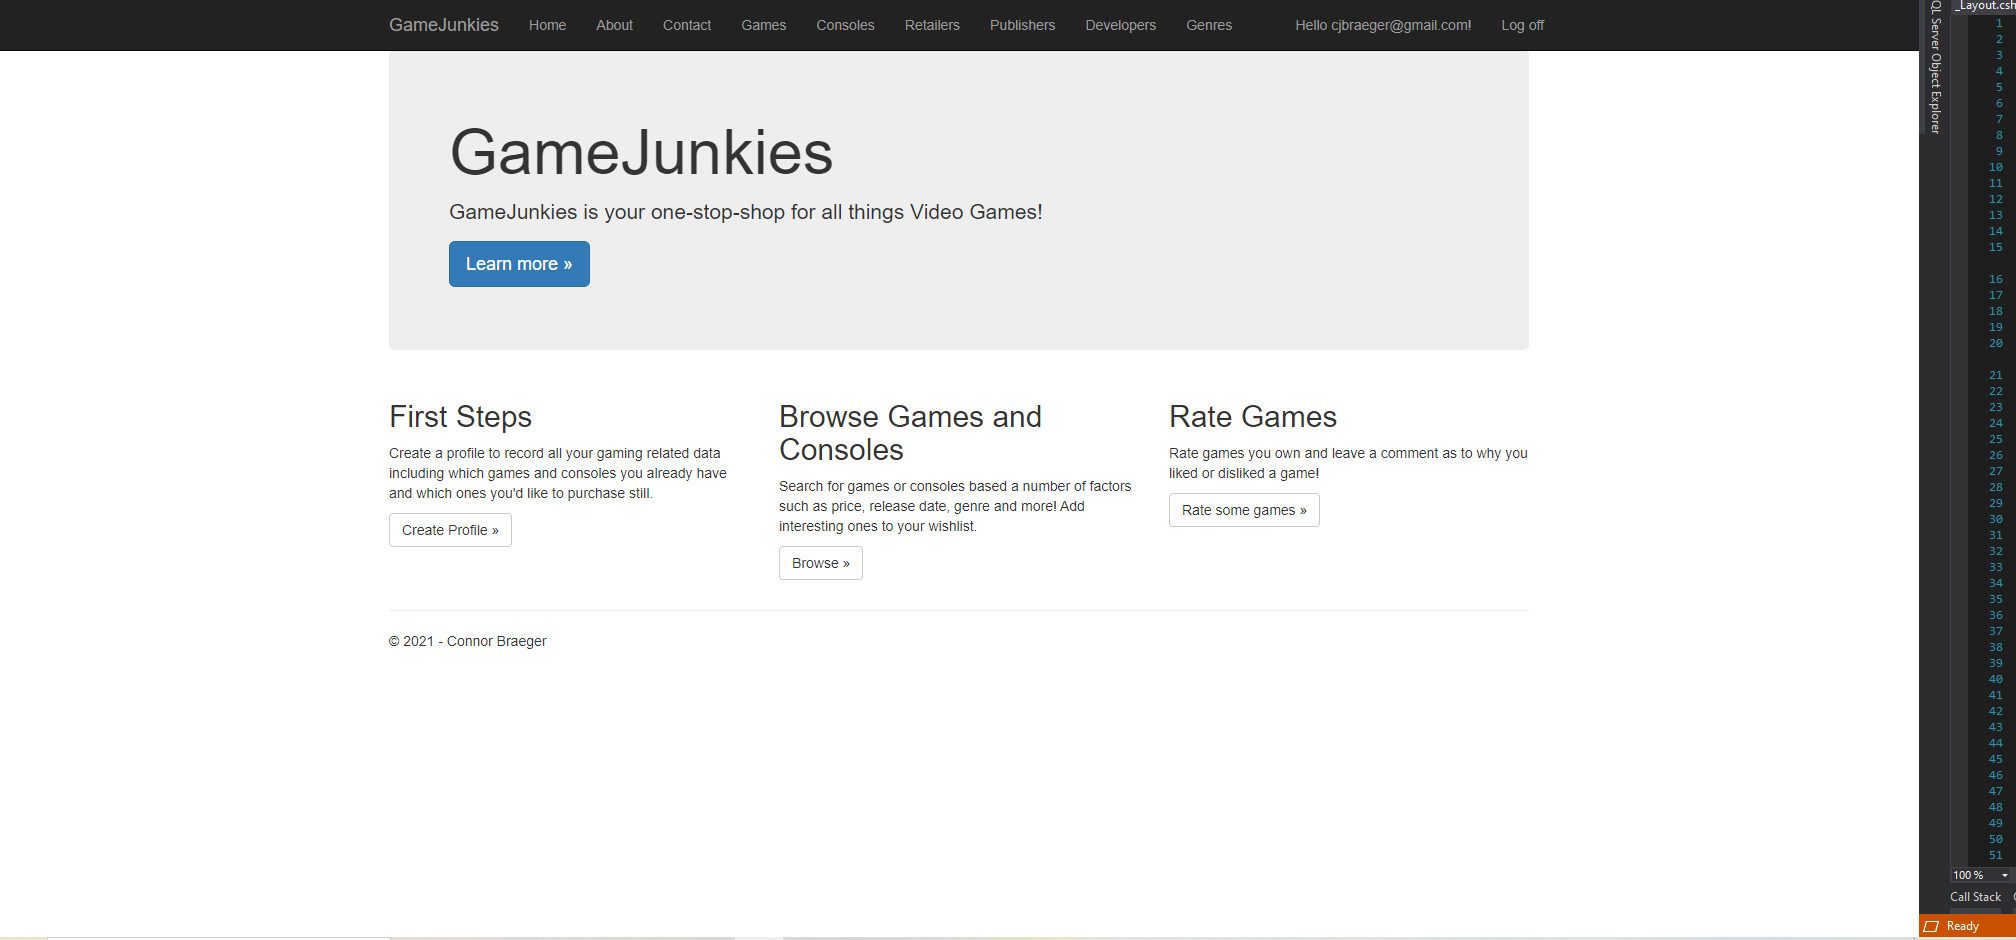 GameJunkies Home About Contact Games Consoles Retailers Publishers Developers Genres Hello cjbraeger@gmail.com! Log off
GameJunkies
GameJunkies is your one-stop-shop for all things Video Games!
Learn more »
First Steps
Create a profile to record all your gaming related data
including which games and consoles you already have
and which ones you'd like to purchase still.
Create Profile »
Browse Games and
Consoles
Search for games or consoles based a number of factors
such as price, release date, genre and more! Add
interesting ones to your wishlist.
Browse »
Rate Games
Rate games you own and leave a comment as to why you
liked or disliked a game!
Rate some games »
© 2021 - Connor Braeger
QL Server Object Explorer
_Layout.csh
1
2
3
4
5
6
7
8
9
10
11
12
13
14
15
16
17
18
19
20
21
22
23
24
25
26
27
28
29
30
31
32
33
34
35
36
37
38
39
40
41
42
43
44
45
46
47
48
49
50
51
100 %
Call Stack
Ready